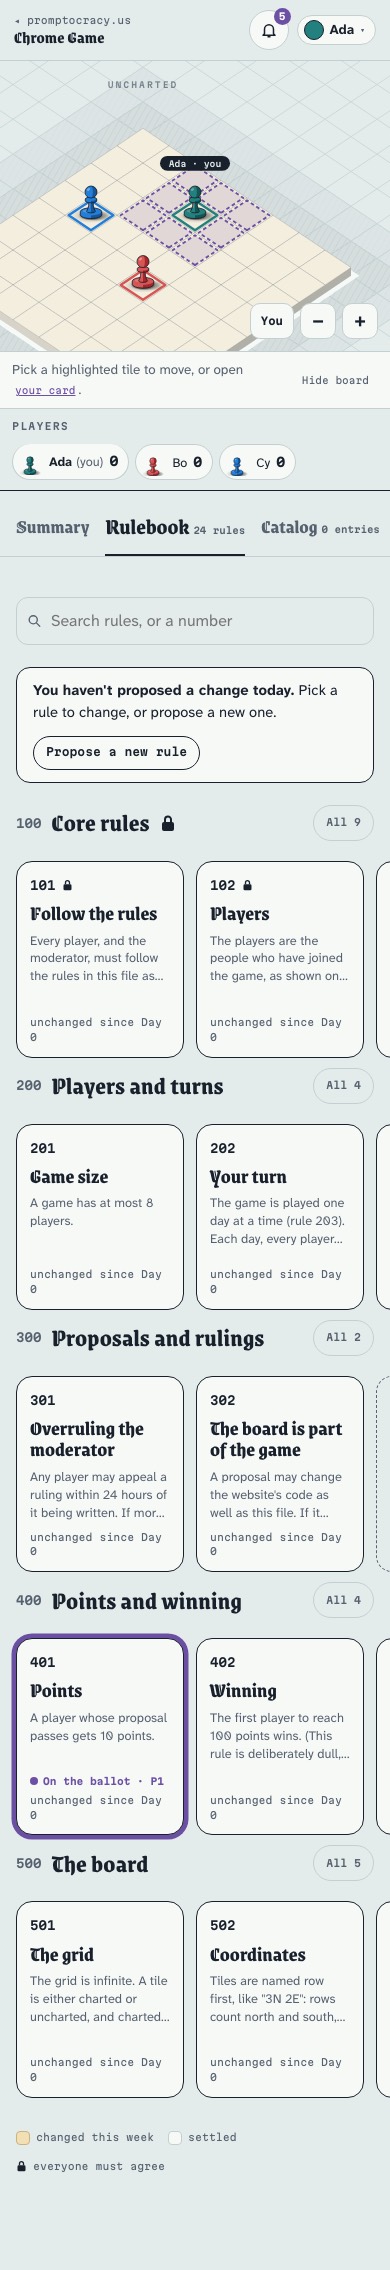 ◂ promptocracy.us
Chrome Game
5
Ada
UNCHARTED
Ada · you
You
−
+
Pick a highlighted tile to move, or open
your card.
Hide board
PLAYERS
Ada (you) 0
Bo 0
Cy 0
Summary
Rulebook 24 rules
Catalog 0 entries
Search rules, or a number
You haven't proposed a change today. Pick a
rule to change, or propose a new one.
Propose a new rule
100 Core rules
All 9
101
Follow the rules
Every player, and the
moderator, must follow
the rules in this file as…
unchanged since Day
0
102
Players
The players are the
people who have joined
the game, as shown on…
unchanged since Day
0
200 Players and turns
All 4
201
Game size
A game has at most 8
players.
unchanged since Day
0
202
Your turn
The game is played one
day at a time (rule 203).
Each day, every player…
unchanged since Day
0
300 Proposals and rulings
All 2
301
Overruling the
moderator
Any player may appeal a
ruling within 24 hours of
it being written. If mor…
unchanged since Day
0
302
The board is part
of the game
A proposal may change
the website's code as
well as this file. If it…
unchanged since Day
0
400 Points and winning
All 4
401
Points
A player whose proposal
passes gets 10 points.
On the ballot · P1
unchanged since Day
0
402
Winning
The first player to reach
100 points wins. (This
rule is deliberately dull,…
unchanged since Day
0
500 The board
All 5
501
The grid
The grid is infinite. A tile
is either charted or
uncharted, and charted…
unchanged since Day
0
502
Coordinates
Tiles are named row
first, like "3N 2E": rows
count north and south,…
unchanged since Day
0
changed this week
settled
everyone must agree